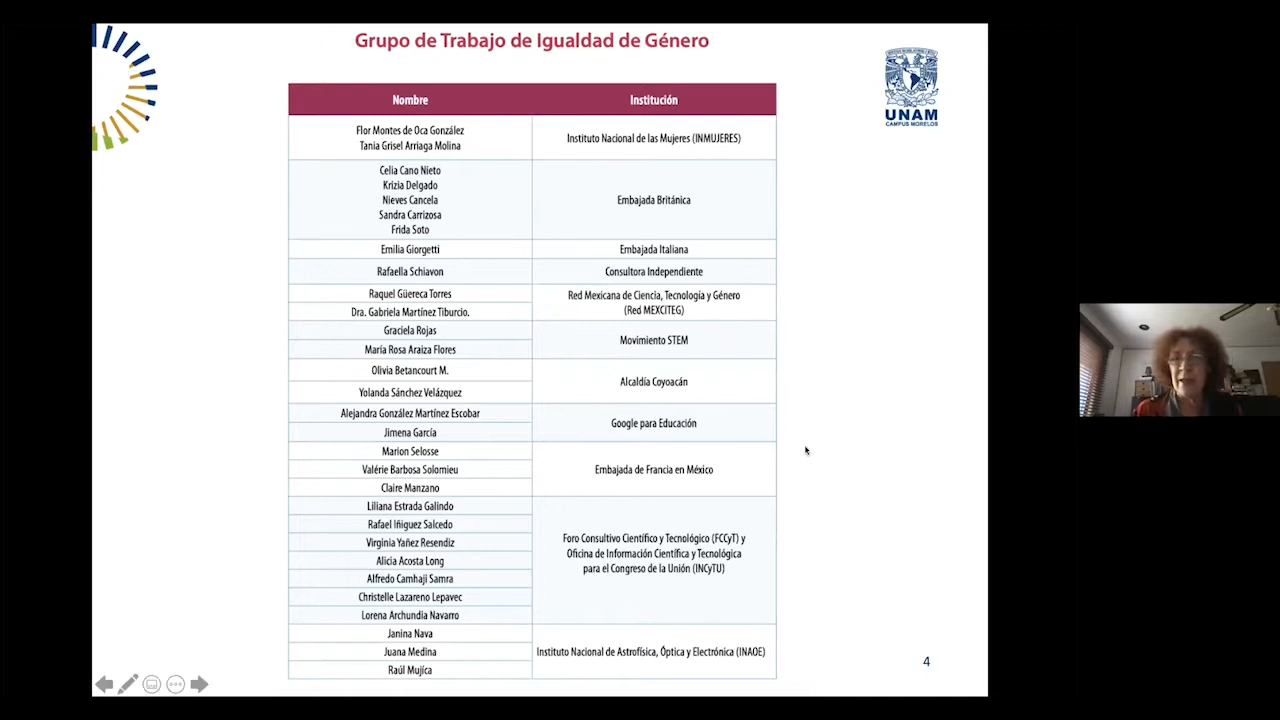 Grupo de Trabajo de Igualdad de Género
UNAM
CAMPUS MORELOS
Nombre
Institución
Flor Montes de Oca González
Tania Grisel Arriaga Molina
Instituto Nacional de las Mujeres (INMUJERES)
Celia Cano Nieto
Krizia Delgado
Nieves Cancela
Sandra Carrizosa
Frida Soto
Embajada Británica
Emilia Giorgetti
Embajada Italiana
Rafaella Schiavon
Consultora Independiente
Raquel Güereca Torres
Dra. Gabriela Martínez Tiburcio.
Red Mexicana de Ciencia, Tecnología y Género
(Red MEXCITEG)
Graciela Rojas
María Rosa Araiza Flores
Movimiento STEM
Olivia Betancourt M.
Yolanda Sánchez Velázquez
Alcaldía Coyoacán
Alejandra González Martínez Escobar
Jimena García
Google para Educación
Marion Selosse
Valérie Barbosa Solomieu
Claire Manzano
Embajada de Francia en México
Liliana Estrada Galindo
Rafael Iñiguez Salcedo
Virginia Yañez Resendiz
Alicia Acosta Long
Alfredo Camhaji Samra
Christelle Lazareno Lepavec
Lorena Archundia Navarro
Foro Consultivo Científico y Tecnológico (FCCyT) y
Oficina de Información Científica y Tecnológica
para el Congreso de la Unión (INCyTU)
Janina Nava
Juana Medina
Raúl Mujíca
Instituto Nacional de Astrofísica, Óptica y Electrónica (INAOE)
4